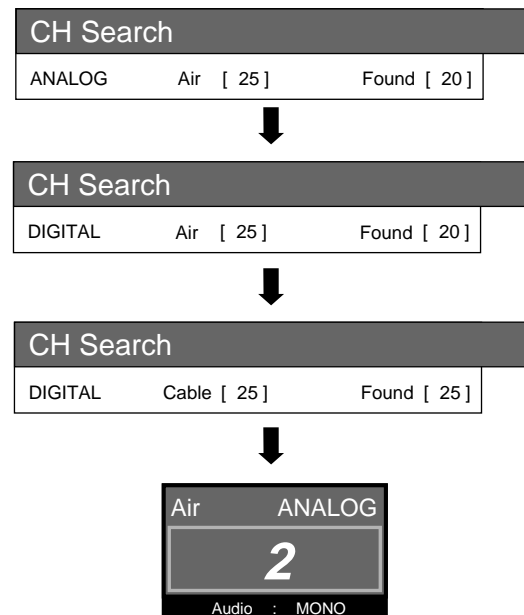 CH Search
ANALOG Air [ 25 ] Found [ 20 ]
CH Search
DIGITAL Air [ 25 ] Found [ 20 ]
CH Search
DIGITAL Cable [ 25 ] Found [ 25 ]
Air ANALOG
2
Audio : MONO